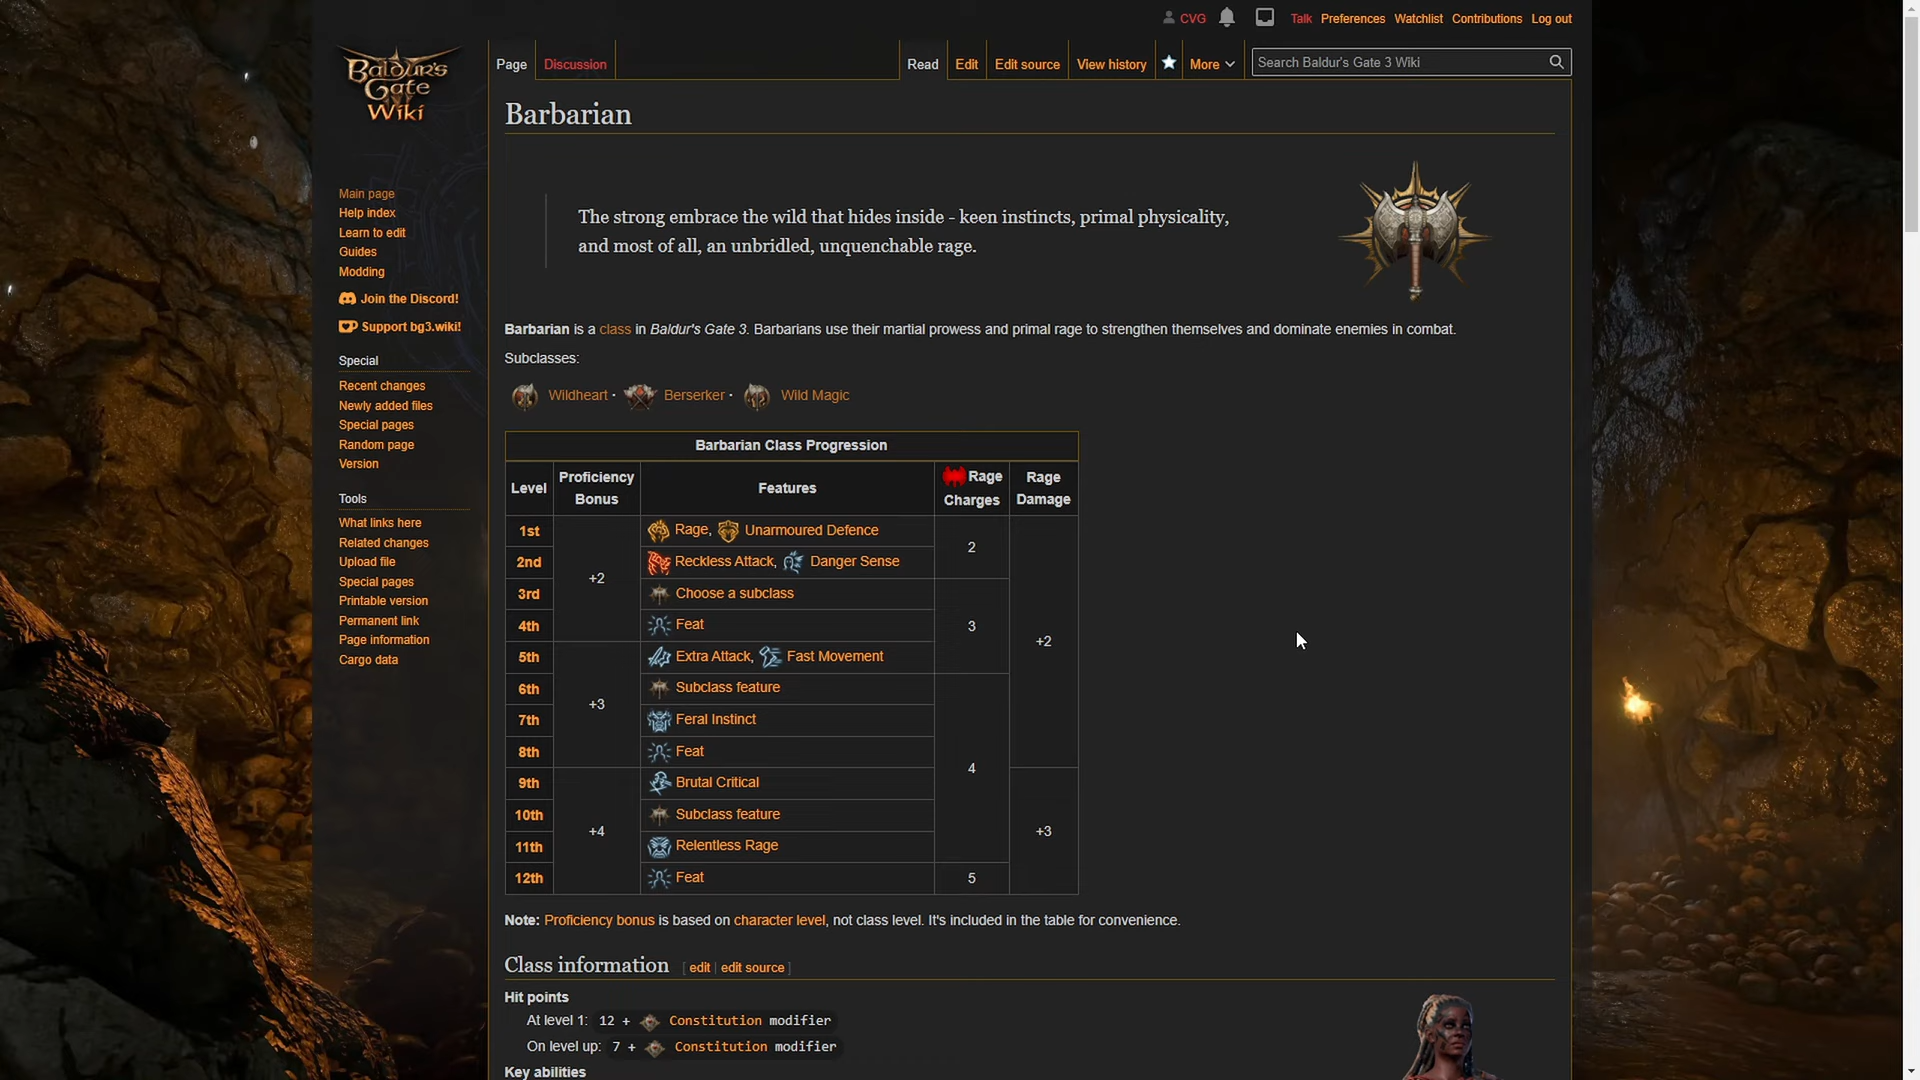 CVG Talk Preferences Watchlist Contributions Log out
Baldur's Gate Wiki
Page Discussion Read Edit Edit source View history More Search Baldur's Gate 3 Wiki
Barbarian
The strong embrace the wild that hides inside - keen instincts, primal physicality,
and most of all, an unbridled, unquenchable rage.
Main page
Help index
Learn to edit
Guides
Modding
Join the Discord!
Support bg3.wiki!
Special
Recent changes
Newly added files
Special pages
Random page
Version
Tools
What links here
Related changes
Upload file
Special pages
Printable version
Permanent link
Page information
Cargo data
Barbarian is a class in Baldur's Gate 3. Barbarians use their martial prowess and primal rage to strengthen themselves and dominate enemies in combat.
Subclasses:
Wildheart · Berserker · Wild Magic
Barbarian Class Progression
Level Proficiency Bonus Features Rage Charges Rage Damage
1st +2 Rage, Unarmoured Defence 2 +2
2nd Reckless Attack, Danger Sense
3rd Choose a subclass 3
4th Feat
5th +3 Extra Attack, Fast Movement
6th Subclass feature 4
7th Feral Instinct
8th Feat
9th +4 Brutal Critical +3
10th Subclass feature
11th Relentless Rage
12th Feat 5
Note: Proficiency bonus is based on character level, not class level. It's included in the table for convenience.
Class information [ edit | edit source ]
Hit points
At level 1: 12 + Constitution modifier
On level up: 7 + Constitution modifier
Key abilities